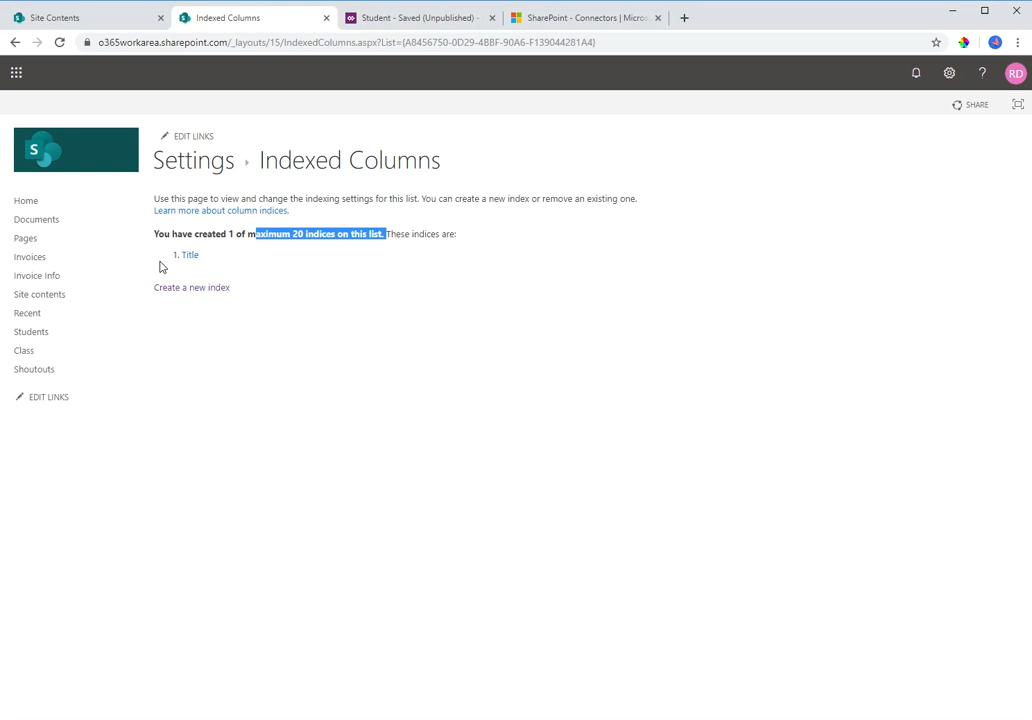 Site Contents
Indexed Columns
Student - Saved (Unpublished) -
SharePoint - Connectors | Micros
o365workarea.sharepoint.com/_layouts/15/IndexedColumns.aspx?List={A8456750-0D29-4BBF-90A6-F139044281A4}
RD
SHARE
S
EDIT LINKS
Settings › Indexed Columns
Use this page to view and change the indexing settings for this list. You can create a new index or remove an existing one.
Learn more about column indices.
You have created 1 of maximum 20 indices on this list. These indices are:
1. Title
Create a new index
Home
Documents
Pages
Invoices
Invoice Info
Site contents
Recent
Students
Class
Shoutouts
EDIT LINKS